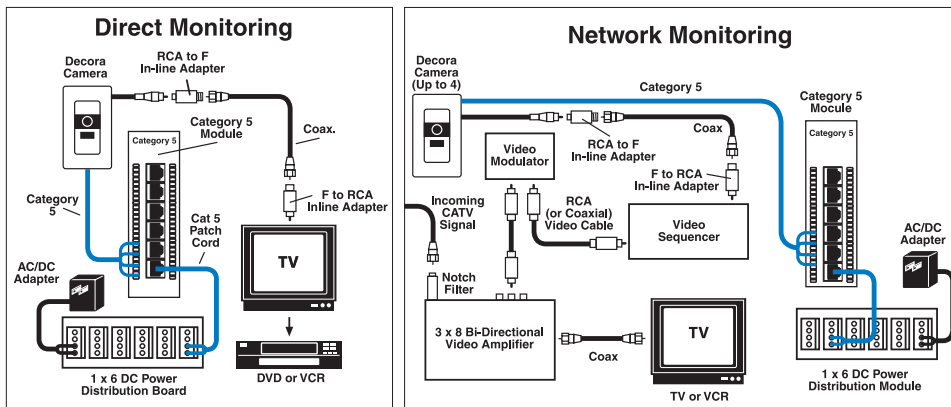 Direct Monitoring
Decora
Camera
RCA to F
In-line Adapter
Category 5
Module
Category 5
Coax.
Category
5
Cat 5
Patch
Cord
F to RCA
Inline Adapter
AC/DC
Adapter
TV
1 x 6 DC Power
Distribution Board
DVD or VCR
Network Monitoring
Decora
Camera
(Up to 4)
Category 5
Category 5
Mocule
Category 5
Video
Modulator
RCA to F
In-line Adapter
Coax
F to RCA
In-line Adapter
Incoming
CATV
Signal
RCA
(or Coaxial)
Video Cable
Video
Sequencer
AC/DC
Adapter
Notch
Filter
3 x 8 Bi-Directional
Video Amplifier
Coax
TV
TV or VCR
1 x 6 DC Power
Distribution Module